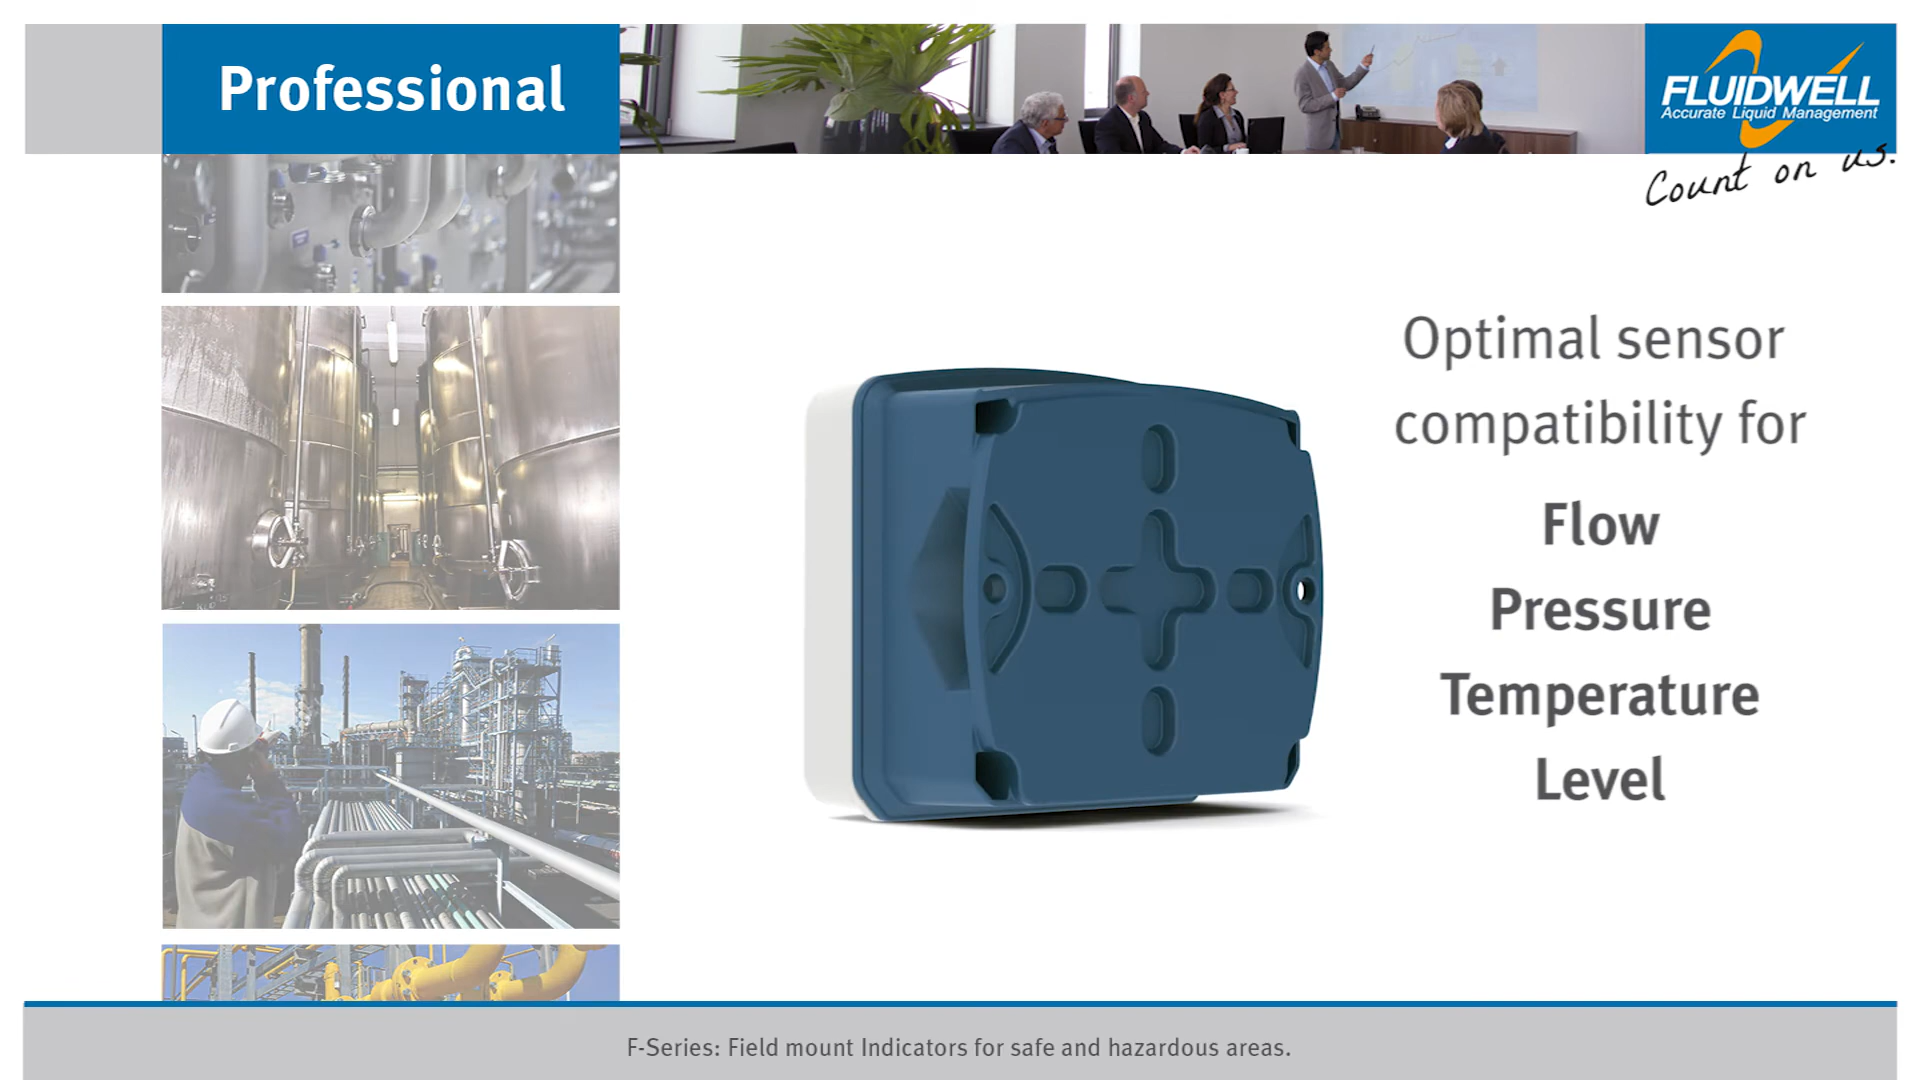 Professional
FLUIDWELL
Accurate Liquid Management
Count on us.
Optimal sensor
compatibility for
Flow
Pressure
Temperature
Level
F-Series: Field mount Indicators for safe and hazardous areas.